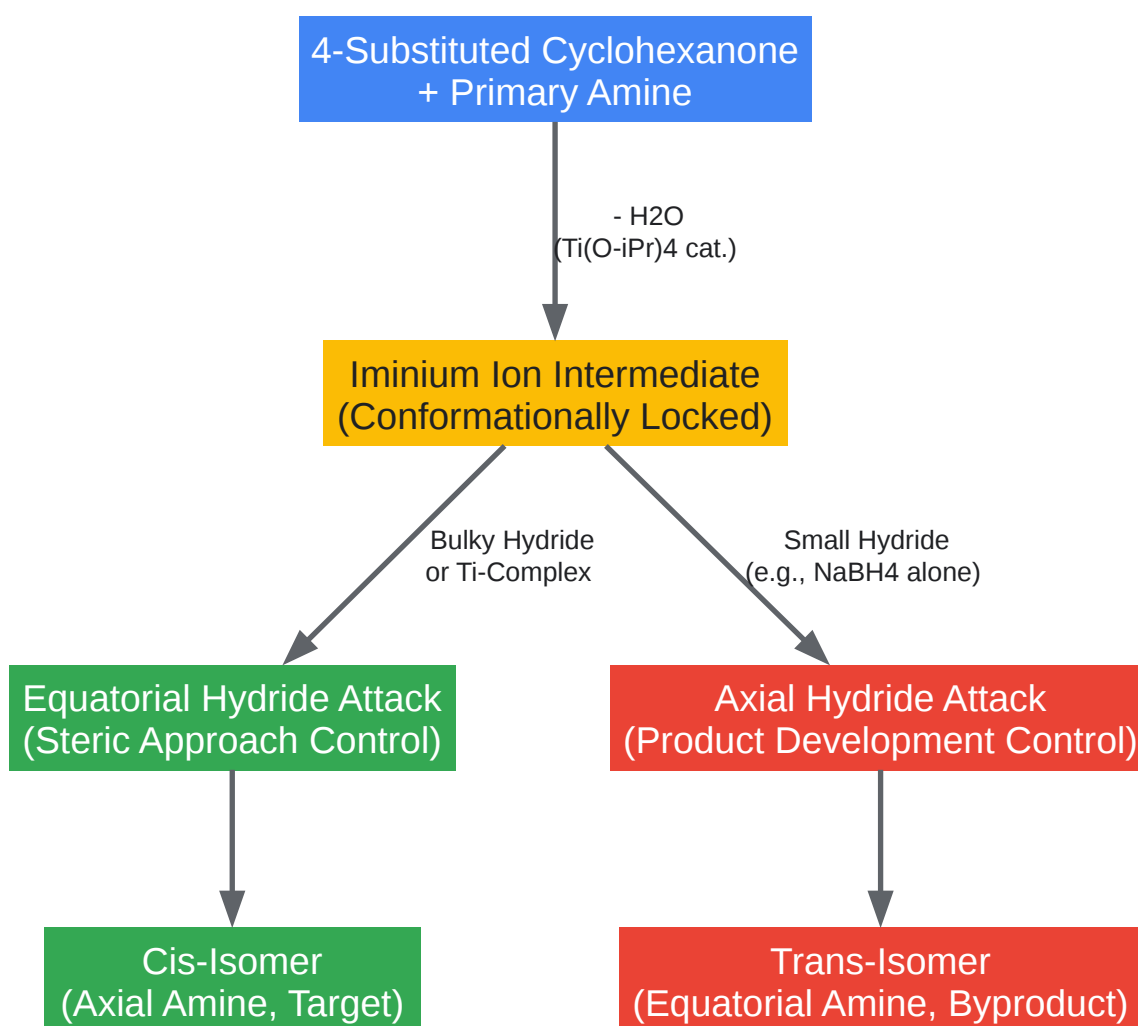 4-Substituted Cyclohexanone
+ Primary Amine
- H2O
(Ti(O-iPr)4 cat.)
Iminium Ion Intermediate
(Conformationally Locked)
Bulky Hydride
or Ti-Complex
Small Hydride
(e.g., NaBH4 alone)
Equatorial Hydride Attack
(Steric Approach Control)
Axial Hydride Attack
(Product Development Control)
Cis-Isomer
(Axial Amine, Target)
Trans-Isomer
(Equatorial Amine, Byproduct)